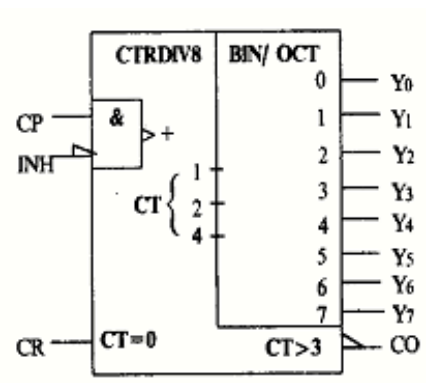 CTRDIV8 BIN/ OCT
0 Y0
CP & + 1 Y1
INH 2 Y2
1
CT { 2 3 Y3
4 4 Y4
5 Y5
6 Y6
7 Y7
CR CT=0 CT>3 CO